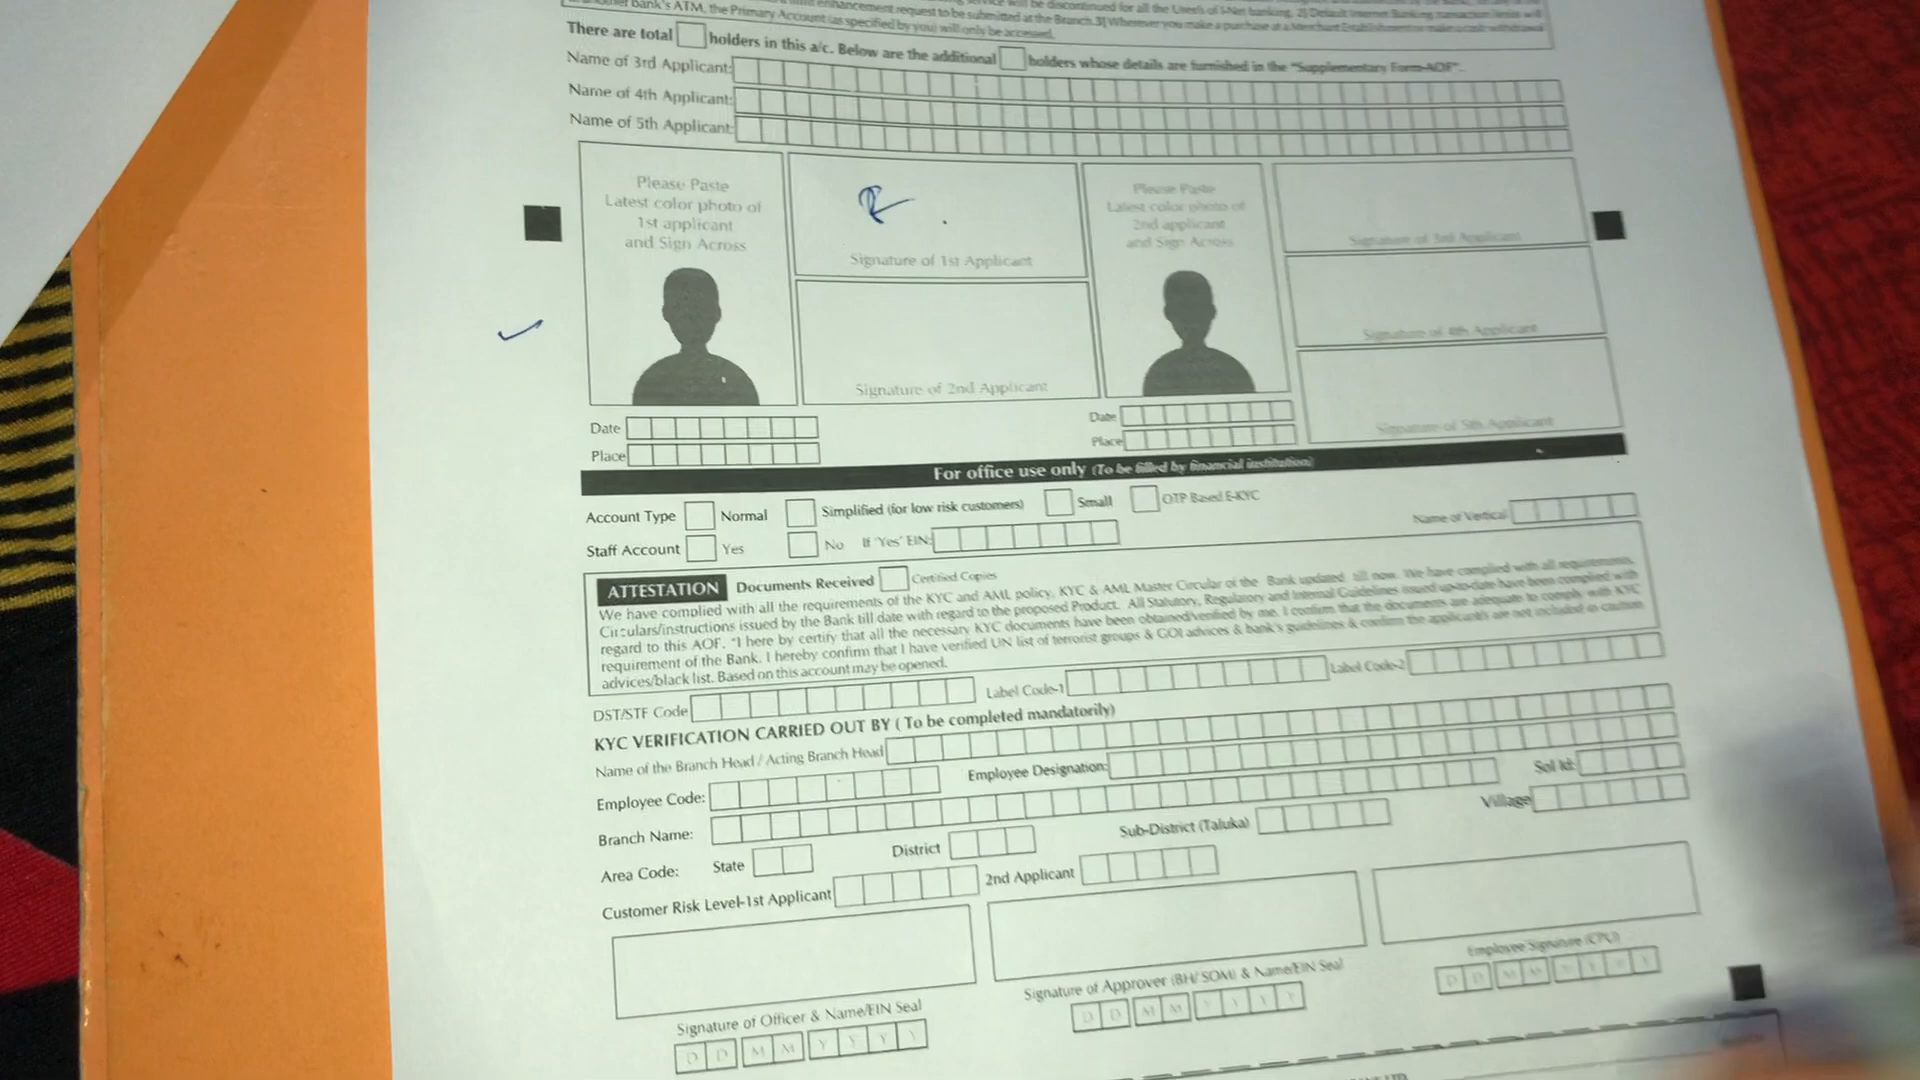 another bank's ATM, the Primary Account (as specified by you) will only be accessed.
There are total holders in this a/c. Below are the additional holders whose details are furnished in the "Supplementary Form-AOF".
Name of 3rd Applicant:
Name of 4th Applicant:
Name of 5th Applicant:
Please Paste
Latest color photo of
1st applicant
and Sign Across
Signature of 1st Applicant
Signature of 2nd Applicant
Please Paste
Latest color photo of
2nd applicant
and Sign Across
Signature of 3rd Applicant
Signature of 4th Applicant
Signature of 5th Applicant
Date
Place
Date
Place
For office use only (To be filled by financial institution)
Account Type Normal Simplified (for low risk customers) Small OTP Based E-KYC
Staff Account Yes No If 'Yes' EIN: Name of Vertical
ATTESTATION Documents Received Certified Copies
We have complied with all the requirements of the KYC and AML policy, KYC & AML Master Circular of the Bank updated till now. We have complied with all requirements,
Circulars/instructions issued by the Bank till date with regard to the proposed Product. All Statutory, Regulatory and Internal Guidelines issued up-to-date have been complied with
regard to this AOF. "I here by certify that all the necessary KYC documents have been obtained/verified by me. I confirm that the documents are adequate to comply with KYC
requirement of the Bank. I hereby confirm that I have verified UN list of terrorist groups & GOI advices & bank's guidelines & confirm the applicant/s are not included in caution
advices/black list. Based on this account may be opened.
DST/STF Code Label Code-1 Label Code-2
KYC VERIFICATION CARRIED OUT BY ( To be completed mandatorily)
Name of the Branch Head / Acting Branch Head
Employee Code: Employee Designation:
Branch Name: Sol Id:
Area Code: State District Sub-District (Taluka) Village
Customer Risk Level-1st Applicant 2nd Applicant
Signature of Officer & Name/EIN Seal
D D M M Y Y Y Y
Signature of Approver (BH/ SOM) & Name/EIN Seal
D D M M Y Y Y Y
Employee Signature (CPU)
D D M M Y Y Y Y